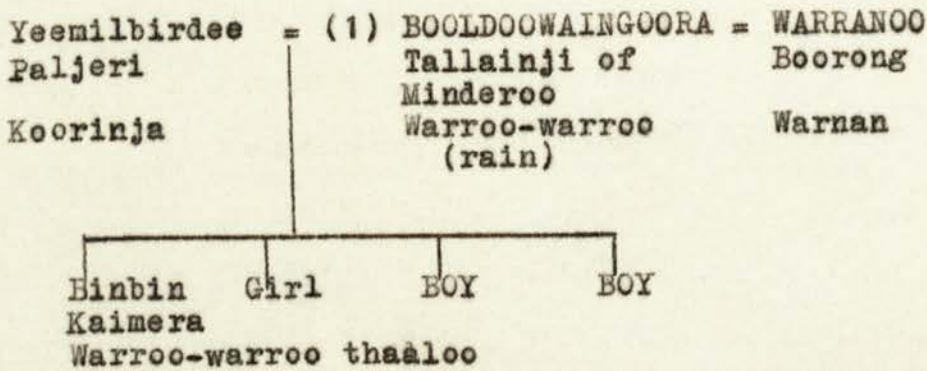 Yeemilbirdee = (1) BOOLDOOWAINGOORA = WARRANOO
Paljeri Tallainji of Boorong
Minderoo
Koorinja Warroo-warroo Warnan
(rain)
Binbin Girl BOY BOY
Kaimera
Warroo-warroo thaaloo